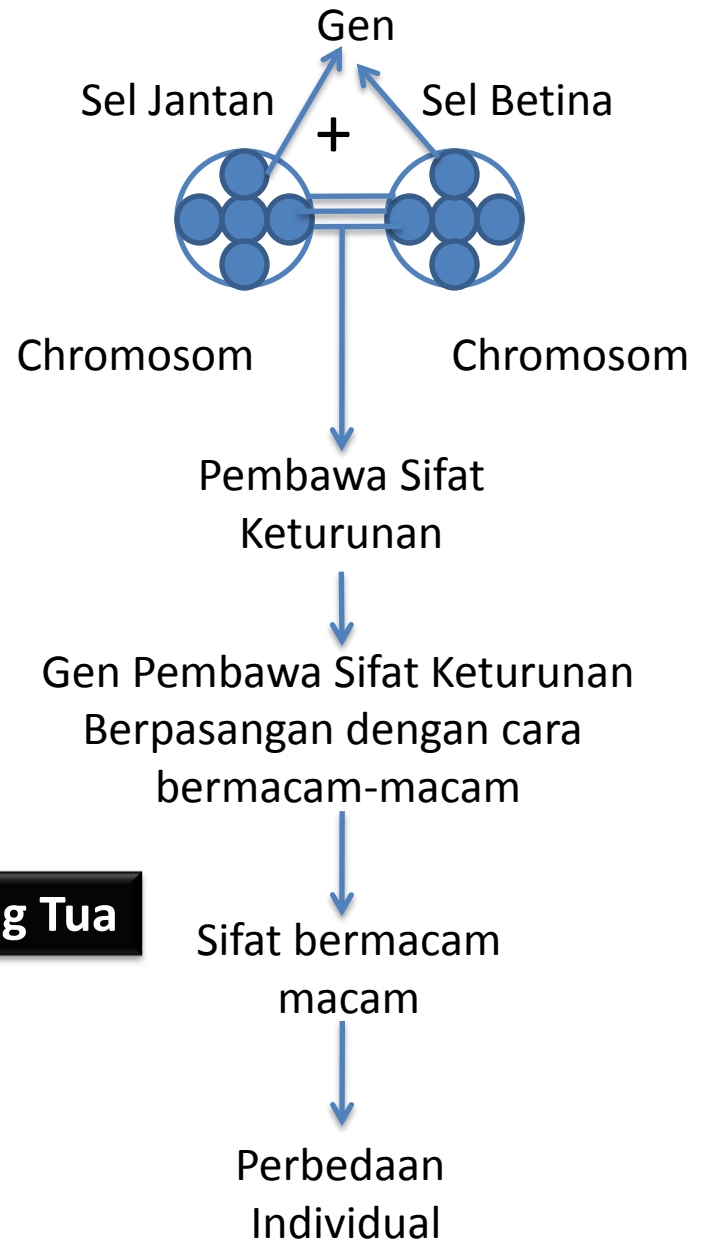 Gen
Sel Jantan
Sel Betina
+
Chromosom
Chromosom
Pembawa Sifat
Keturunan
Gen Pembawa Sifat Keturunan
Berpasangan dengan cara
bermacam-macam
g Tua
Sifat bermacam
macam
Perbedaan
Individual